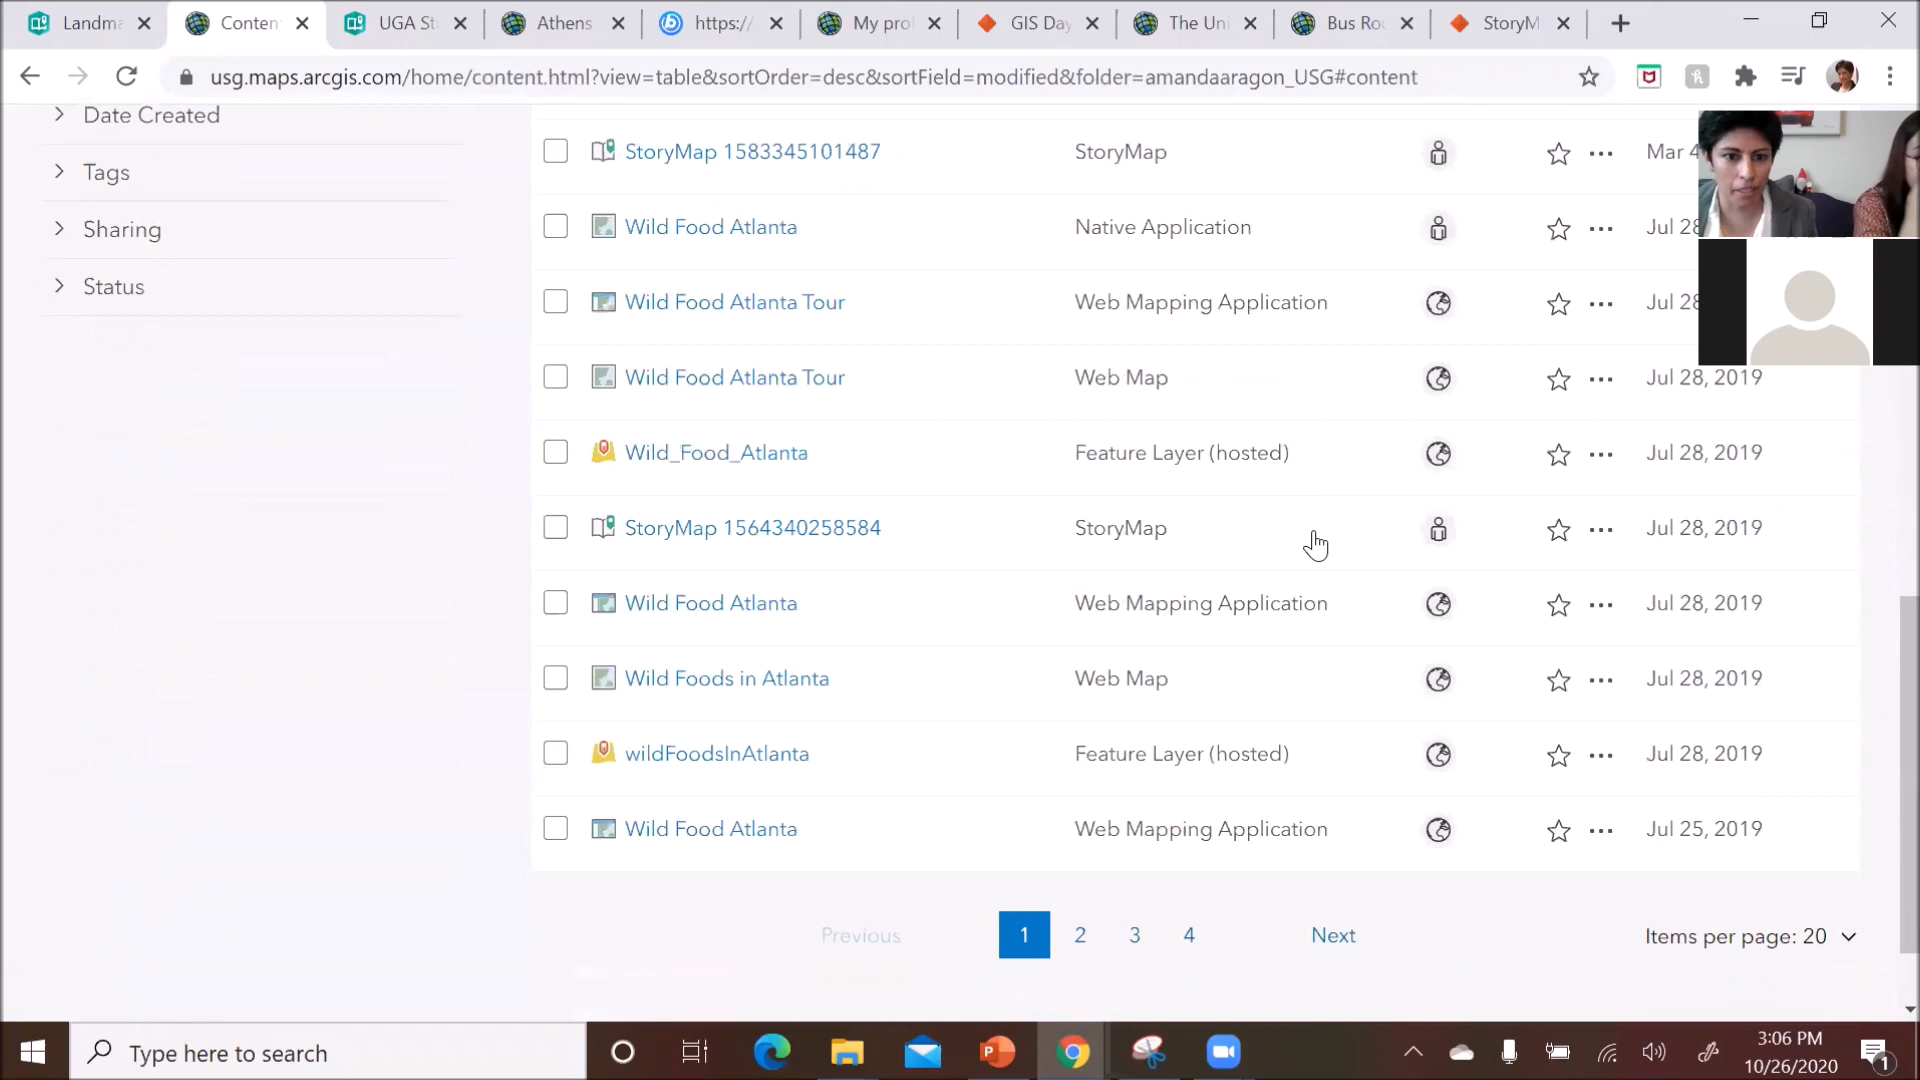 Landma
Conten
UGA St
Athens
https://
My prof
GIS Day
The Uni
Bus Rou
StoryM
usg.maps.arcgis.com/home/content.html?view=table&sortOrder=desc&sortField=modified&folder=amandaaragon_USG#content
Date Created
Tags
Sharing
Status
StoryMap 1583345101487 StoryMap Mar 4
Wild Food Atlanta Native Application Jul 28
Wild Food Atlanta Tour Web Mapping Application Jul 28
Wild Food Atlanta Tour Web Map Jul 28, 2019
Wild_Food_Atlanta Feature Layer (hosted) Jul 28, 2019
StoryMap 1564340258584 StoryMap Jul 28, 2019
Wild Food Atlanta Web Mapping Application Jul 28, 2019
Wild Foods in Atlanta Web Map Jul 28, 2019
wildFoodsInAtlanta Feature Layer (hosted) Jul 28, 2019
Wild Food Atlanta Web Mapping Application Jul 25, 2019
Previous 1 2 3 4 Next Items per page: 20
Type here to search
3:06 PM
10/26/2020
1